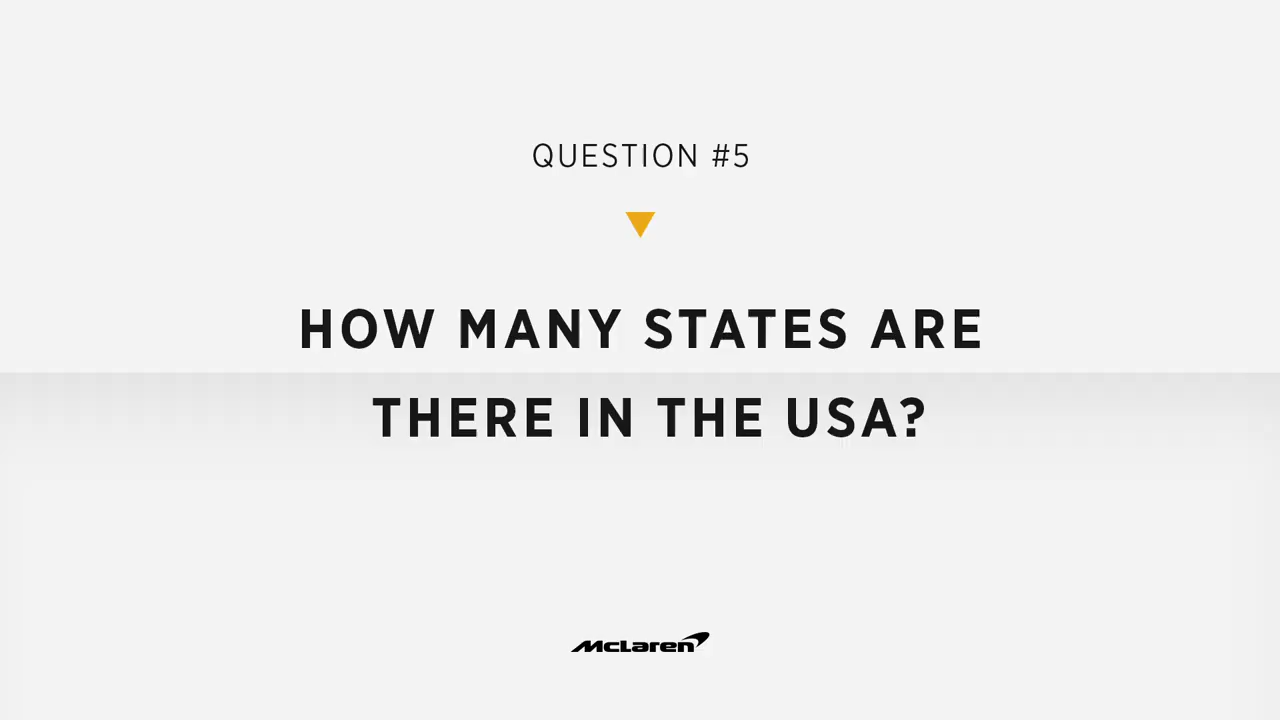 QUESTION #5
HOW MANY STATES ARE
THERE IN THE USA?
McLaren